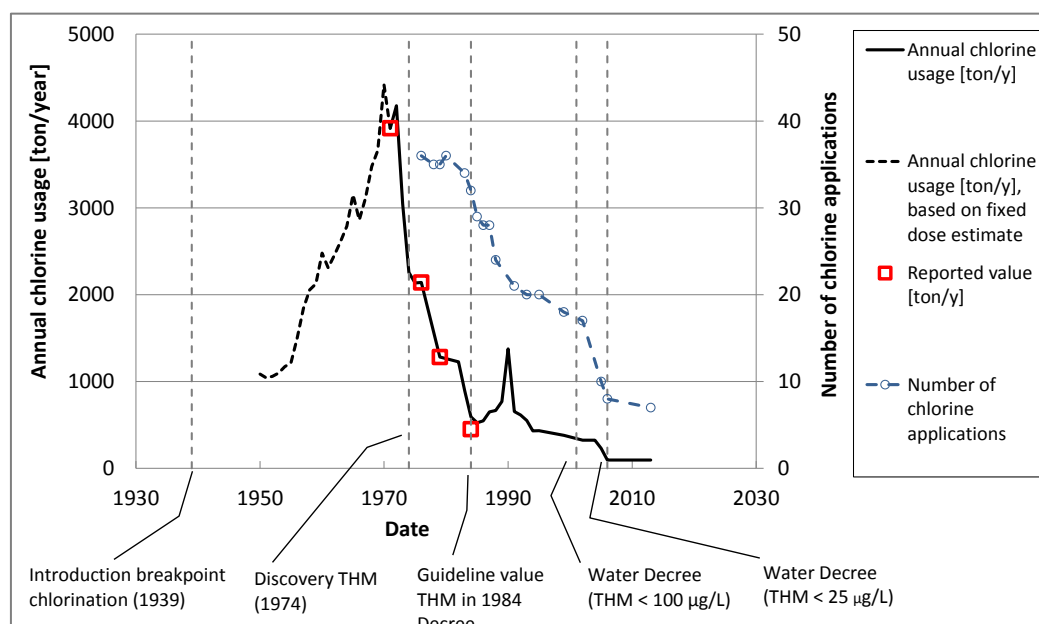 5000
4000
3000
2000
1000
0
Annual chlorine usage [ton/year]
50
40
30
20
10
0
Number of chlorine applications
1930
1950
1970
1990
2010
2030
Date
Annual chlorine
usage [ton/y]
Annual chlorine
usage [ton/y],
based on fixed
dose estimate
Reported value
[ton/y]
Number of
chlorine
applications
Introduction breakpoint
chlorination (1939)
Discovery THM
(1974)
Guideline value
THM in 1984
Decree
Water Decree
(THM < 100 µg/L)
Water Decree
(THM < 25 µg/L)